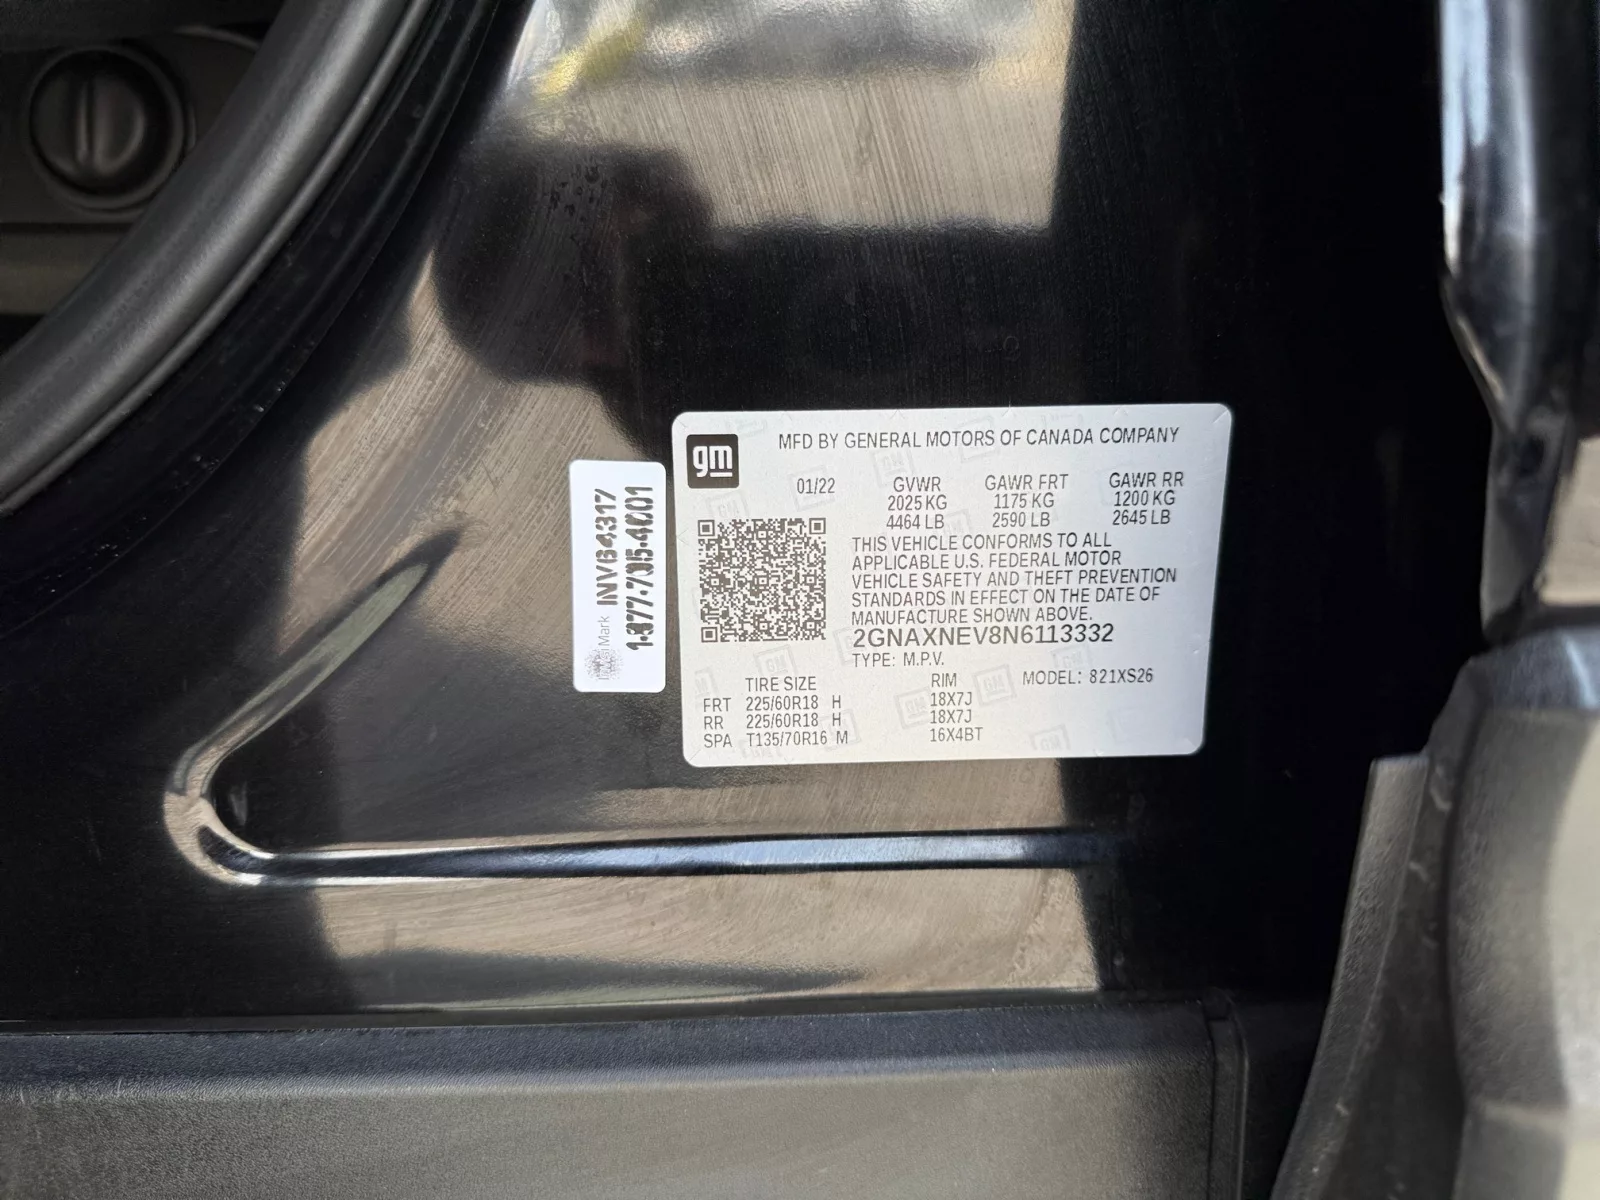 gm
MFD BY GENERAL MOTORS OF CANADA COMPANY
01/22
GVWR
2025 KG
4464 LB
GAWR FRT
1175 KG
2590 LB
GAWR RR
1200 KG
2645 LB
THIS VEHICLE CONFORMS TO ALL
APPLICABLE U.S. FEDERAL MOTOR
VEHICLE SAFETY AND THEFT PREVENTION
STANDARDS IN EFFECT ON THE DATE OF
MANUFACTURE SHOWN ABOVE.
2GNAXNEV8N6113332
TYPE: M.P.V.
MODEL: 821XS26
TIRE SIZE RIM
FRT 225/60R18 H 18X7J
RR 225/60R18 H 18X7J
SPA T135/70R16 M 16X4BT
Mark INV64317
1-877-705-4001